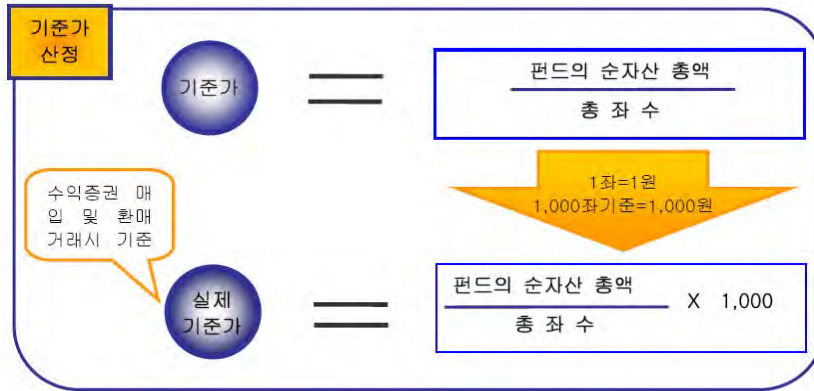 기준가
산정
기준가
펀드의 순자산 총액
총 좌 수
1좌=1원
1,000좌기준=1,000원
수익증권 매
입 및 환매
거래시 기준
실제
기준가
펀드의 순자산 총액
총 좌 수
X 1,000